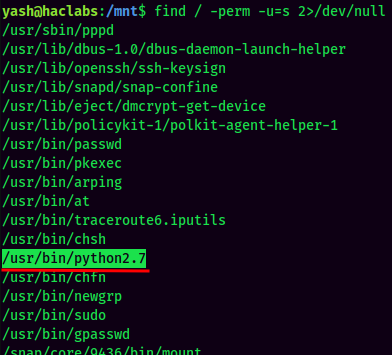 yash@haclabs:/mnt$ find / -perm -u=s 2>/dev/null
/usr/sbin/pppd
/usr/lib/dbus-1.0/dbus-daemon-launch-helper
/usr/lib/openssh/ssh-keysign
/usr/lib/snapd/snap-confine
/usr/lib/eject/dmcrypt-get-device
/usr/lib/policykit-1/polkit-agent-helper-1
/usr/bin/passwd
/usr/bin/pkexec
/usr/bin/arping
/usr/bin/at
/usr/bin/traceroute6.iputils
/usr/bin/chsh
/usr/bin/python2.7
/usr/bin/chfn
/usr/bin/newgrp
/usr/bin/sudo
/usr/bin/gpasswd
/snap/core/9436/bin/mount